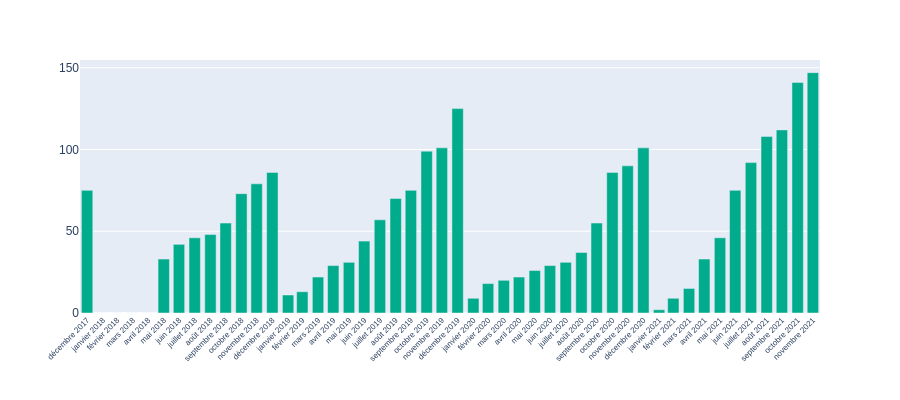 150
100
50
0
décembre 2017
janvier 2018
février 2018
mars 2018
avril 2018
mai 2018
juin 2018
juillet 2018
août 2018
septembre 2018
octobre 2018
novembre 2018
décembre 2018
janvier 2019
février 2019
mars 2019
avril 2019
mai 2019
juin 2019
juillet 2019
août 2019
septembre 2019
octobre 2019
novembre 2019
décembre 2019
janvier 2020
février 2020
mars 2020
avril 2020
mai 2020
juin 2020
juillet 2020
août 2020
septembre 2020
octobre 2020
novembre 2020
décembre 2020
janvier 2021
février 2021
mars 2021
avril 2021
mai 2021
juin 2021
juillet 2021
août 2021
septembre 2021
octobre 2021
novembre 2021